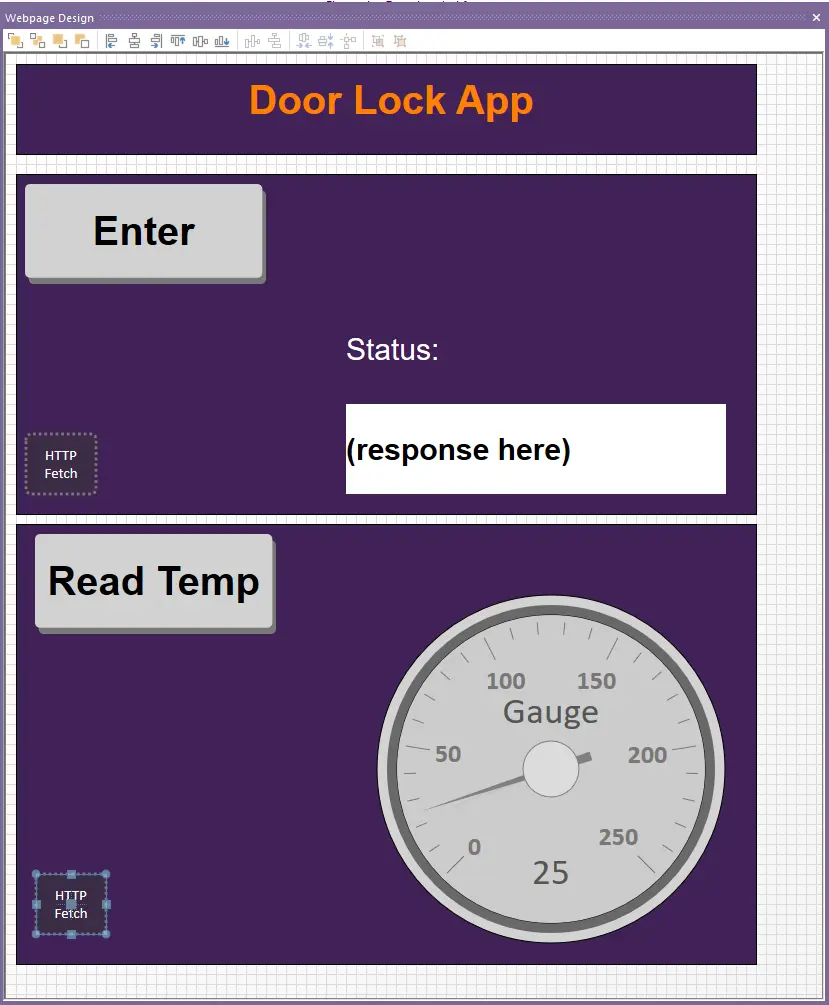 Webpage Design
Door Lock App
Enter
Status:
(response here)
HTTP
Fetch
Read Temp
100 150
Gauge
50 200
0 250
25
HTTP
Fetch